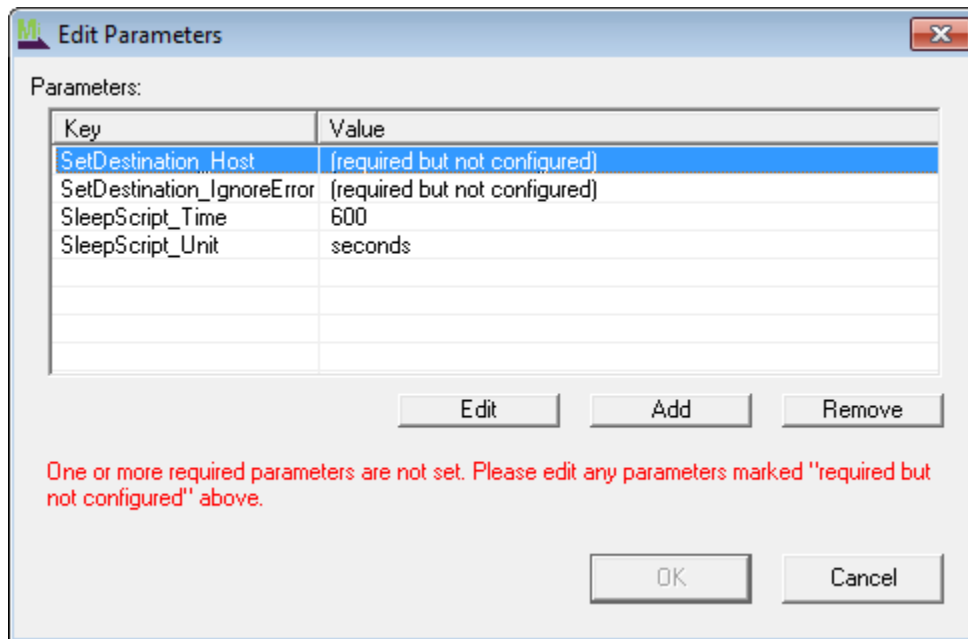 Edit Parameters
Parameters:
Key Value
SetDestination_Host (required but not configured)
SetDestination_IgnoreError (required but not configured)
SleepScript_Time 600
SleepScript_Unit seconds
Edit Add Remove
One or more required parameters are not set. Please edit any parameters marked "required but
not configured" above.
OK Cancel